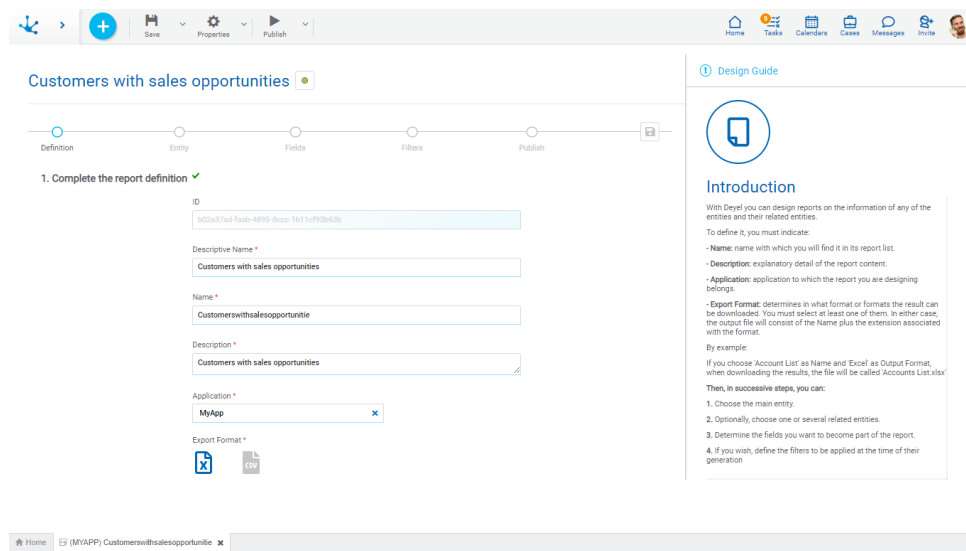 Save
Properties
Publish
Home
9
Tasks
Calendars
Cases
Messages
Invite
Customers with sales opportunities
Definition
Entity
Fields
Filters
Publish
1. Complete the report definition
ID
b02a37ad-faab-4895-8ccc-1b11cf93b63b
Descriptive Name *
Customers with sales opportunities
Name *
Customerswithsalesopportunitie
Description *
Customers with sales opportunities
Application *
MyApp
Export Format *
X
CSV
Design Guide
Introduction
With Deyel you can design reports on the information of any of the
entities and their related entities.
To define it, you must indicate:
- Name: name with which you will find it in its report list.
- Description: explanatory detail of the report content.
- Application: application to which the report you are designing
belongs.
- Export Format: determines in what format or formats the result can
be downloaded. You must select at least one of them. In either case,
the output file will consist of the Name plus the extension associated
with the format.
By example:
If you choose 'Account List' as Name and 'Excel' as Output Format,
when downloading the results, the file will be called 'Accounts List.xlsx'
Then, in successive steps, you can:
1. Choose the main entity.
2. Optionally, choose one or several related entities.
3. Determine the fields you want to become part of the report.
4. If you wish, define the filters to be applied at the time of their
generation
Home
(MYAPP) Customerswithsalesopportunitie